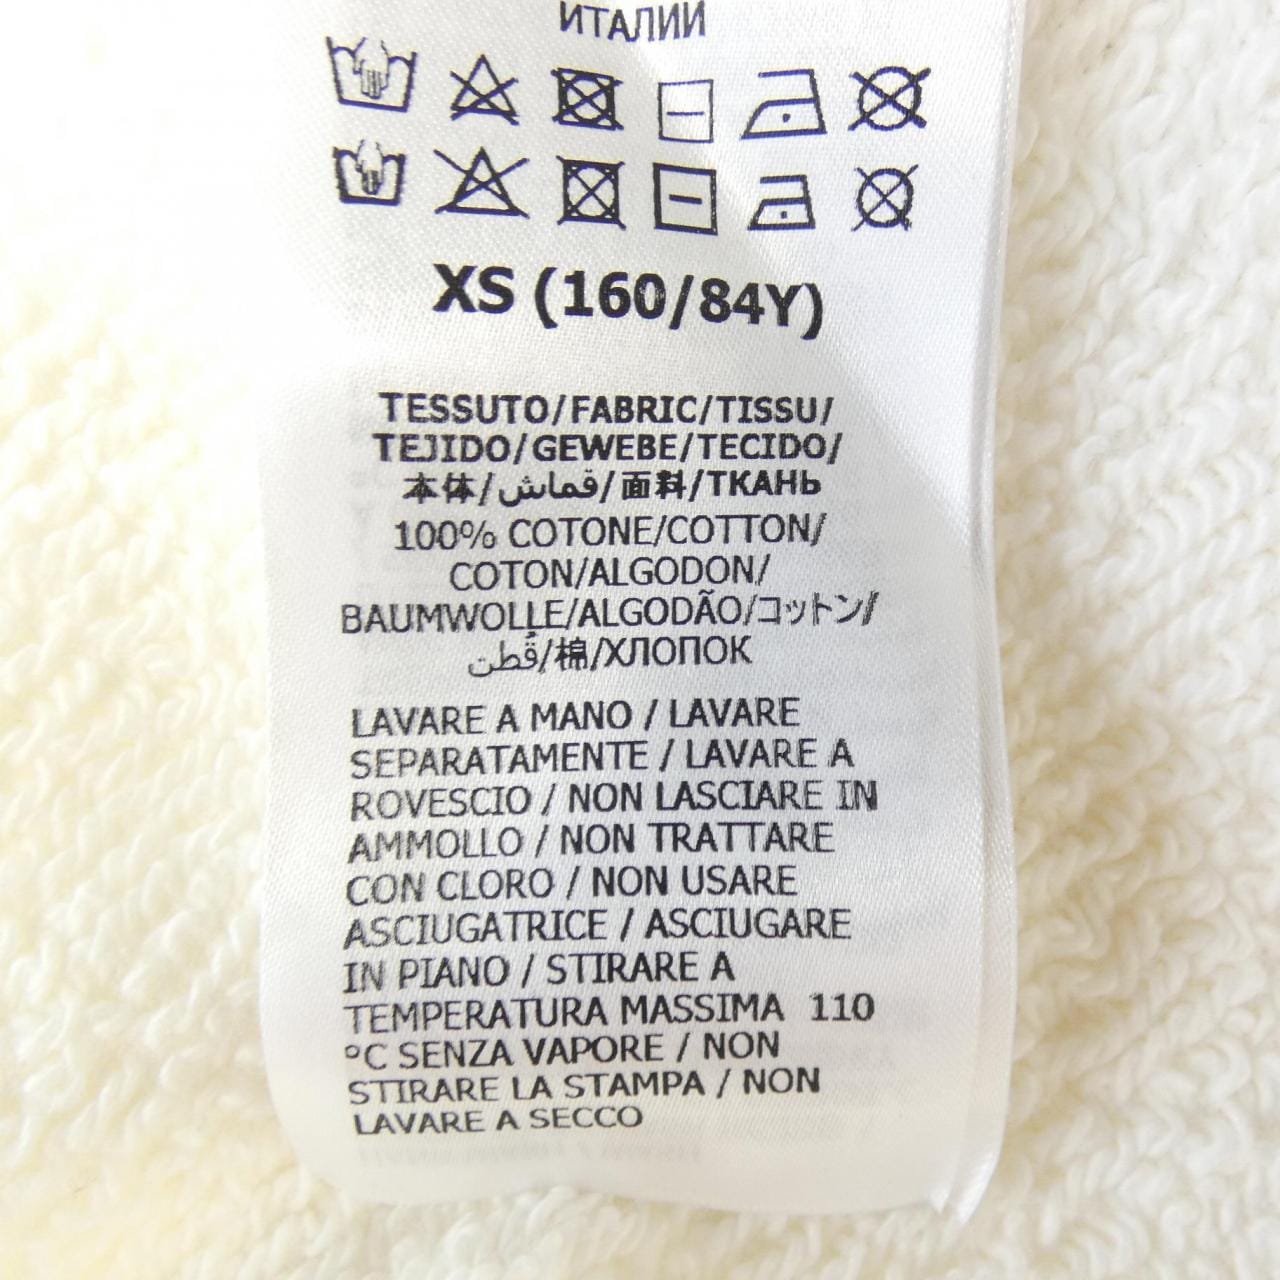 ИТАЛИИ
XS (160/84Y)
TESSUTO/FABRIC/TISSU/
TEJIDO/GEWEBE/TECIDO/
本体/قماش/面料/ТКАНЬ
100% COTONE/COTTON/
COTON/ALGODON/
BAUMWOLLE/ALGODÃO/コットン/
قُطن/棉/ХЛОПОК
LAVARE A MANO / LAVARE
SEPARATAMENTE / LAVARE A
ROVESCIO / NON LASCIARE IN
AMMOLLO / NON TRATTARE
CON CLORO / NON USARE
ASCIUGATRICE / ASCIUGARE
IN PIANO / STIRARE A
TEMPERATURA MASSIMA 110
°C SENZA VAPORE / NON
STIRARE LA STAMPA / NON
LAVARE A SECCO